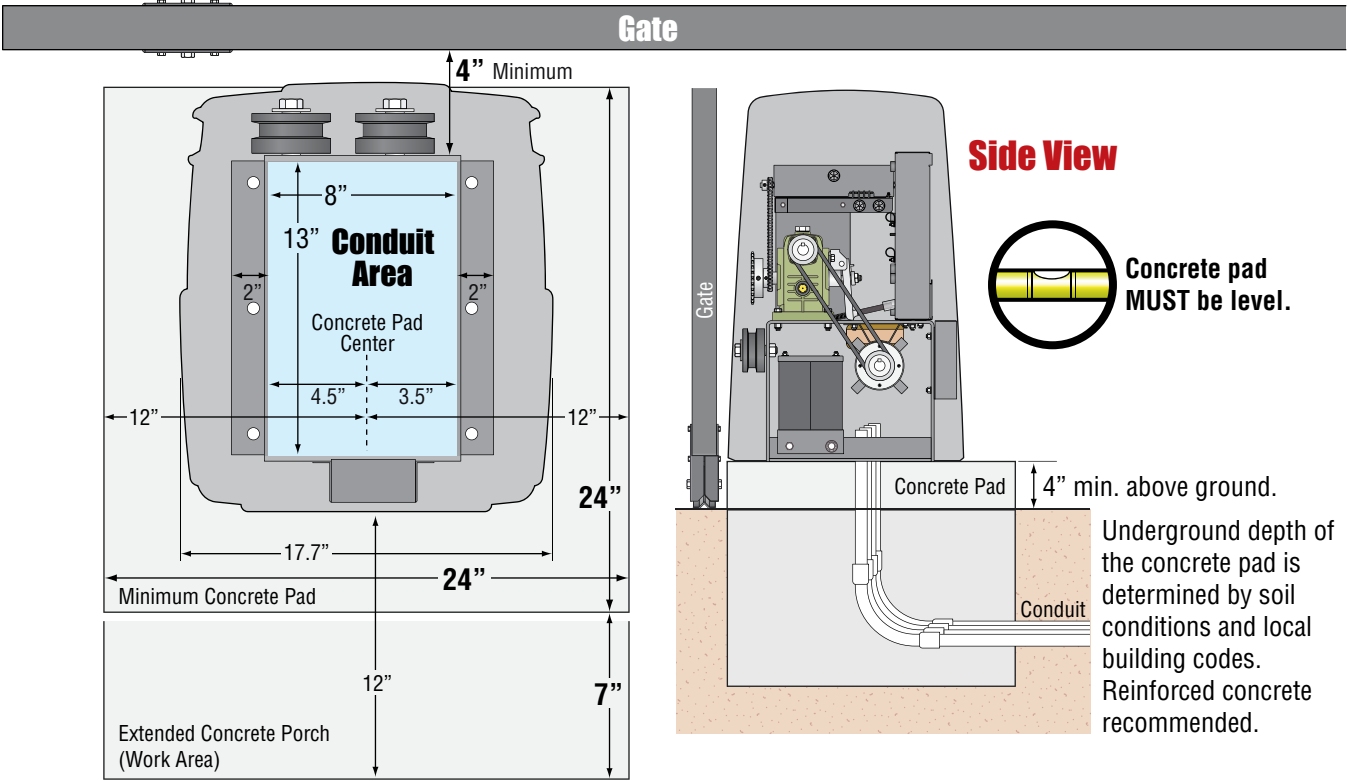 Gate
4” Minimum
8”
13”
Conduit
Area
2”
2”
Concrete Pad
Center
4.5”
3.5”
12”
12”
24”
17.7”
24”
Minimum Concrete Pad
12”
7”
Extended Concrete Porch
(Work Area)
Side View
Gate
Concrete pad
MUST be level.
Concrete Pad
4” min. above ground.
Underground depth of
the concrete pad is
determined by soil
conditions and local
building codes.
Reinforced concrete
recommended.
Conduit